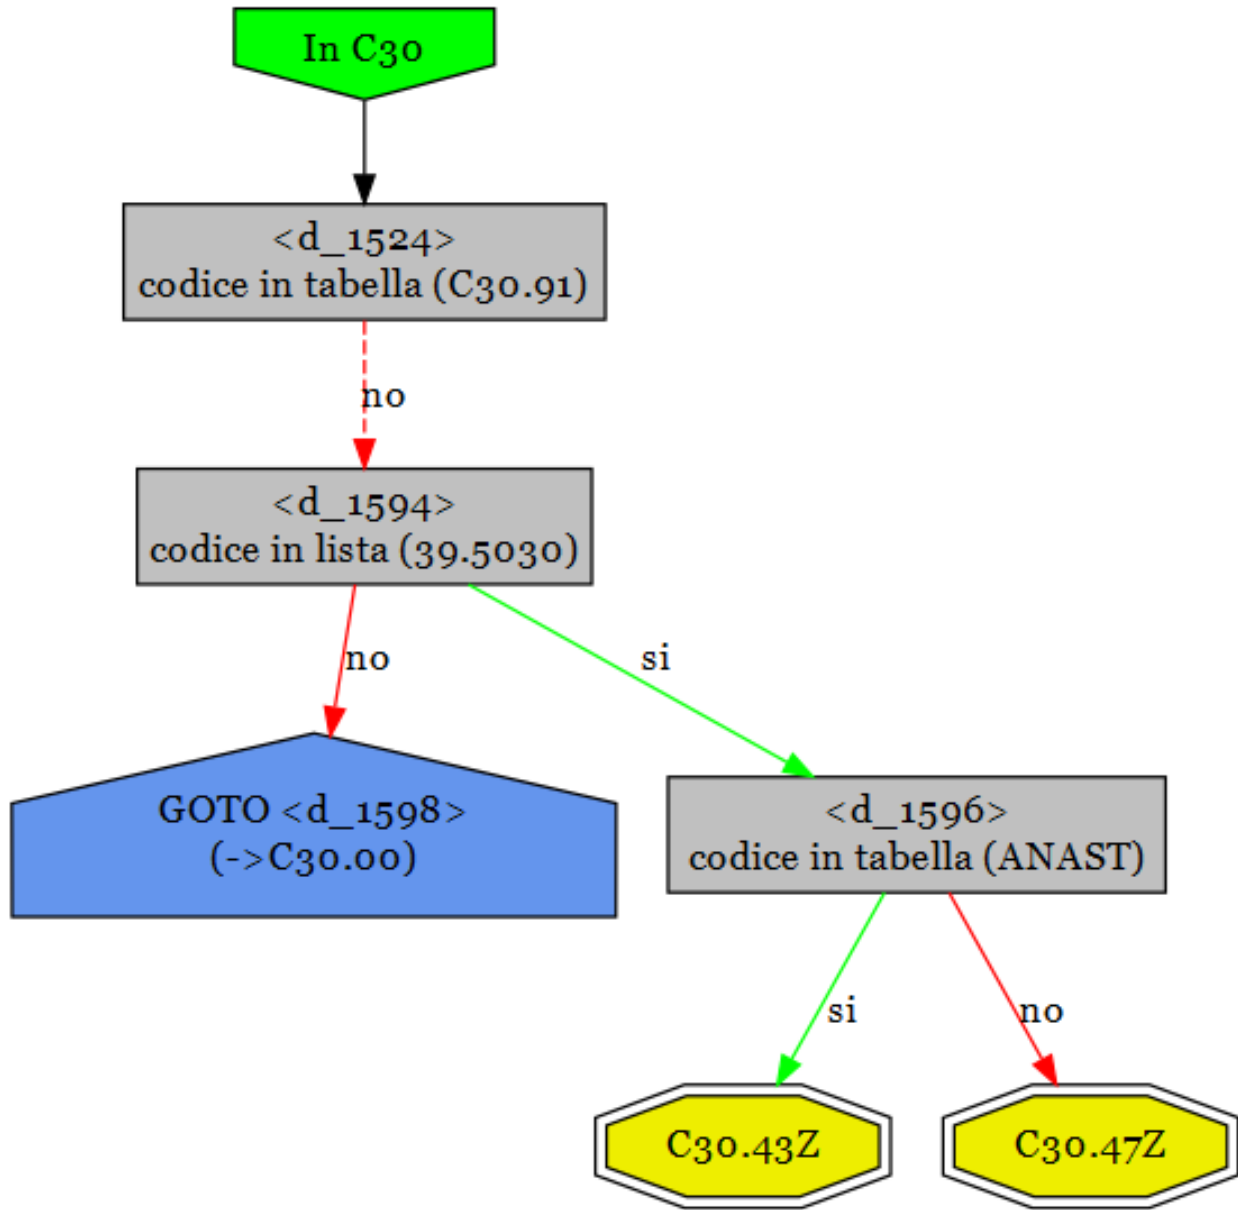 In C30
<d_1524>
codice in tabella (C30.91)
no
<d_1594>
codice in lista (39.5030)
no
si
GOTO <d_1598>
(->C30.00)
<d_1596>
codice in tabella (ANAST)
si
no
C30.43Z
C30.47Z